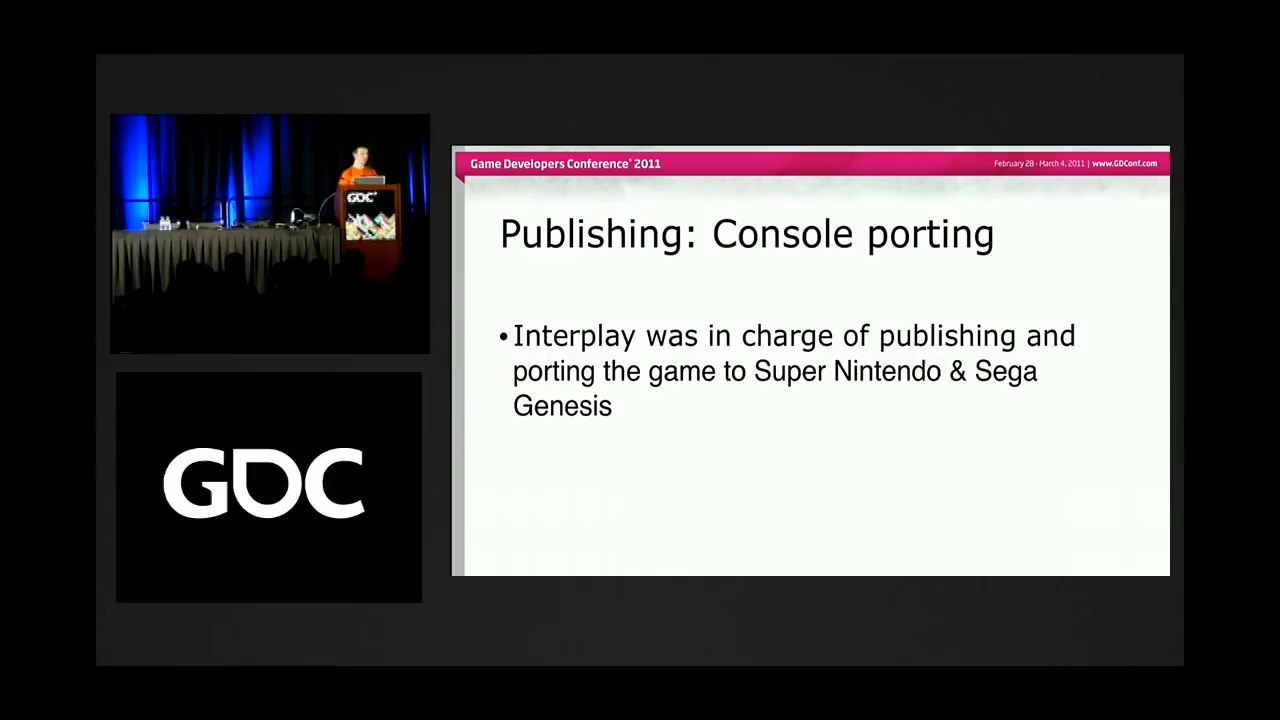 Game Developers Conference® 2011
February 28 - March 4, 2011 | www.GDConf.com
Publishing: Console porting
•Interplay was in charge of publishing and
porting the game to Super Nintendo & Sega
Genesis
GDC
GDC